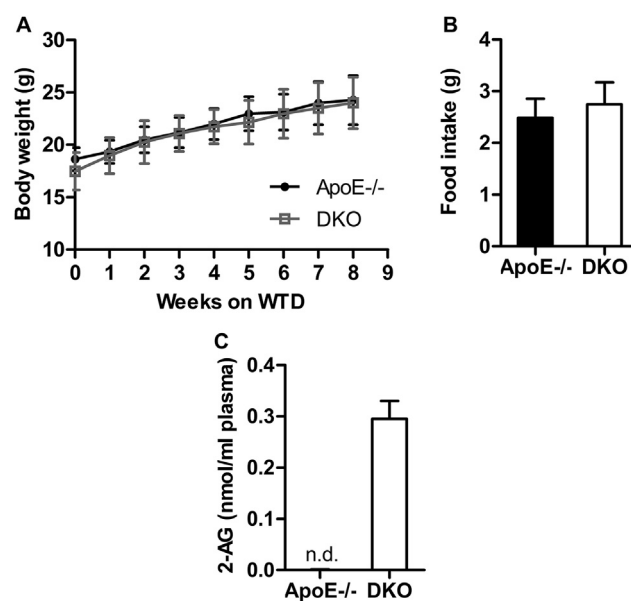 A
Body weight (g)
30
25
20
15
10
0 1 2 3 4 5 6 7 8 9
Weeks on WTD
ApoE-/-
DKO
B
Food intake (g)
4
3
2
1
0
ApoE-/- DKO
C
2-AG (nmol/ml plasma)
0.4
0.3
0.2
0.1
0.0
n.d.
ApoE-/- DKO